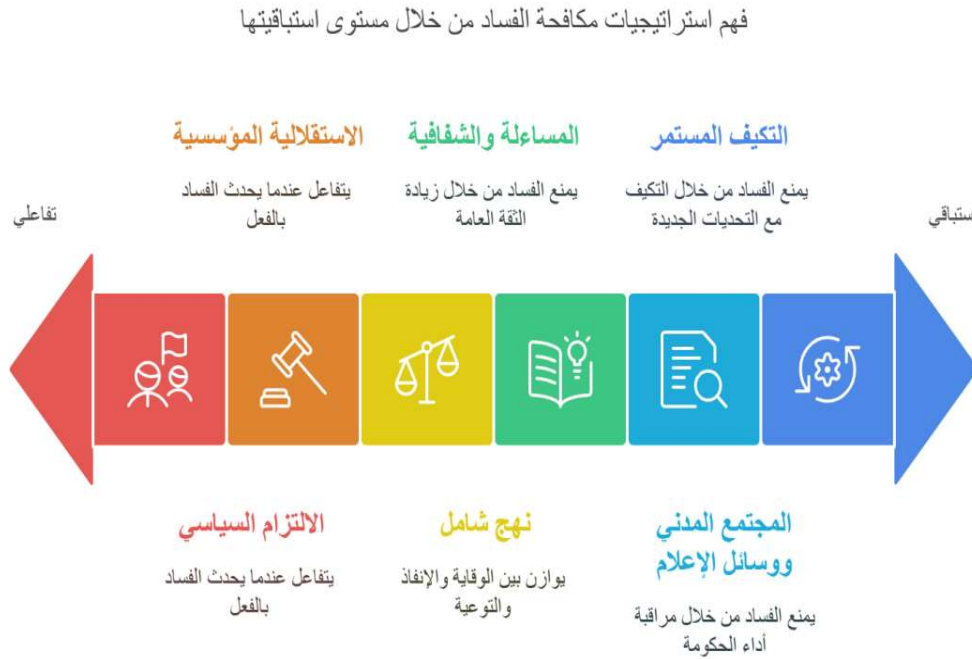 فهم استراتيجيات مكافحة الفساد من خلال مستوى استباقيتها
التكيف المستمر
يمنع الفساد من خلال التكيف
مع التحديات الجديدة
المساءلة والشفافية
يمنع الفساد من خلال زيادة
الثقة العامة
الاستقلالية المؤسسية
يتفاعل عندما يحدث الفساد
بالفعل
ستباقي
تفاعلي
المجتمع المدني
ووسائل الإعلام
يمنع الفساد من خلال مراقبة
أداء الحكومة
نهج شامل
يوازن بين الوقاية والإنفاذ
والتوعية
الالتزام السياسي
يتفاعل عندما يحدث الفساد
بالفعل